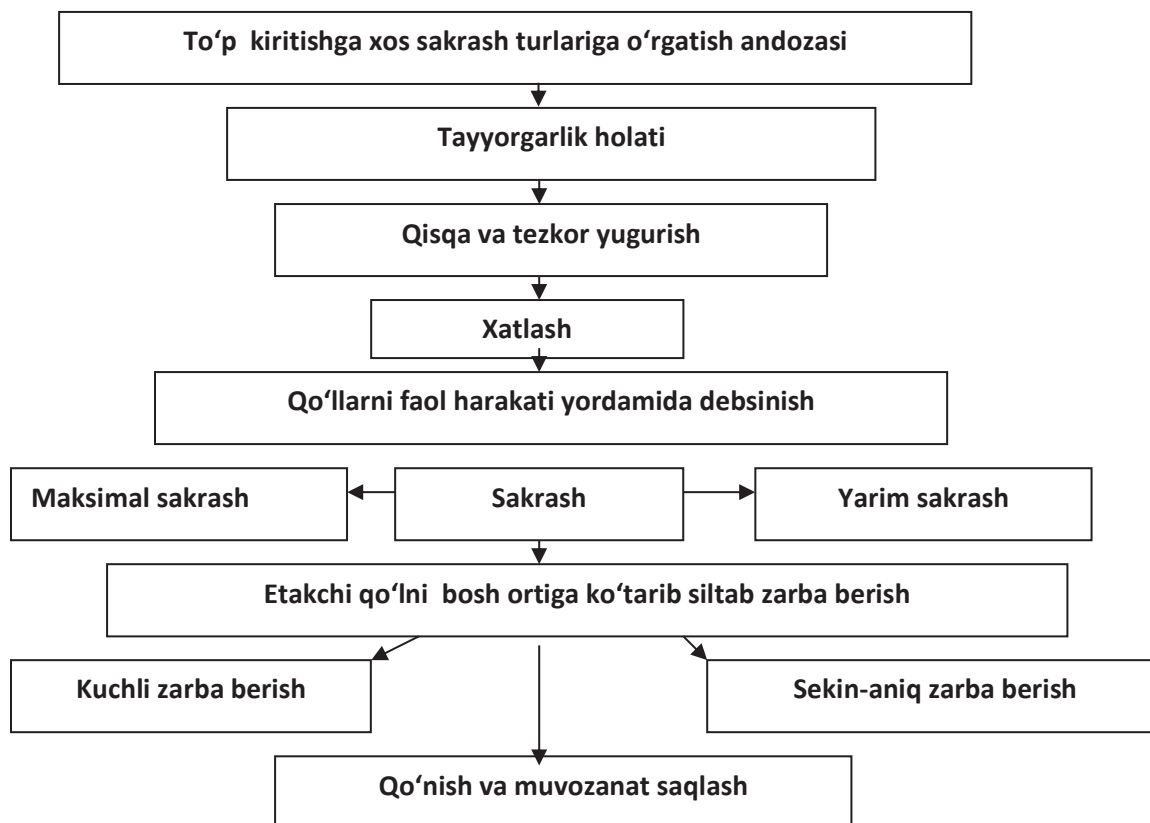 To‘p kiritishga xos sakrash turlariga o‘rgatish andozasi
Tayyorgarlik holati
Qisqa va tezkor yugurish
Xatlash
Qo‘llarni faol harakati yordamida debsinish
Maksimal sakrash
Sakrash
Yarim sakrash
Etakchi qo‘lni bosh ortiga ko‘tarib siltab zarba berish
Kuchli zarba berish
Sekin-aniq zarba berish
Qo‘nish va muvozanat saqlash